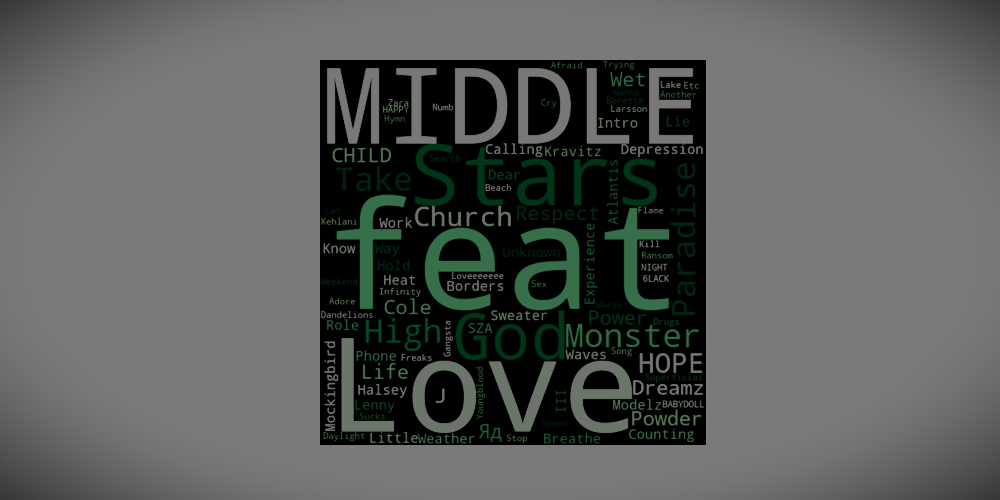 Afraid Trying
MIDDLE
Wet
Lake Etc
Another
Wanna
Beretta
Zara
HAPPY
Hymn
Numb
Cry
Larsson
Intro
Lie
CHILD
Calling
Kravitz
Depression
Search
Stars
Take
Dear
Beach
Atlantis
Paradise
Kehlani
Work
Church
Respect
Flame
feat
Know
Way
Unknown
Experience
Kill
Ransom
NIGHT
6LACK
Hold
Weekend
Heat
Loveeeeeee
Borders
Sex
Infinity
Adore
Words
Dandelions
Cole
Sweater
Power
Drugs
Role
High
Gangsta
SZA
God
Monster
Mockingbird
Phone
Freaks
Waves
Song
HOPE
Life
Superficial
Love
Halsey
J
Youngblood
Dreamz
Lenny
III
Modelz
BABYDOLL
Sucks
Powder
Speed
Daylight
Little
Weather
ЯД
Stop
Breathe
Counting